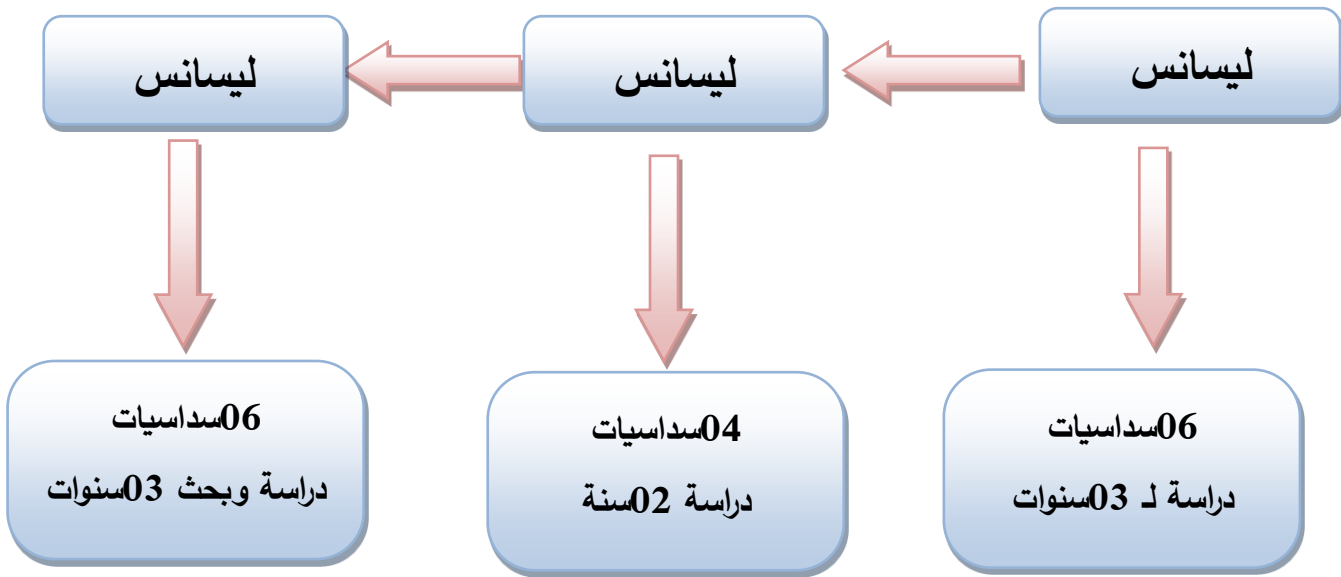 ليسانس
ليسانس
ليسانس
06سداسيات
دراسة لـ 03سنوات
04سداسيات
دراسة 02سنة
06سداسيات
دراسة وبحث 03سنوات